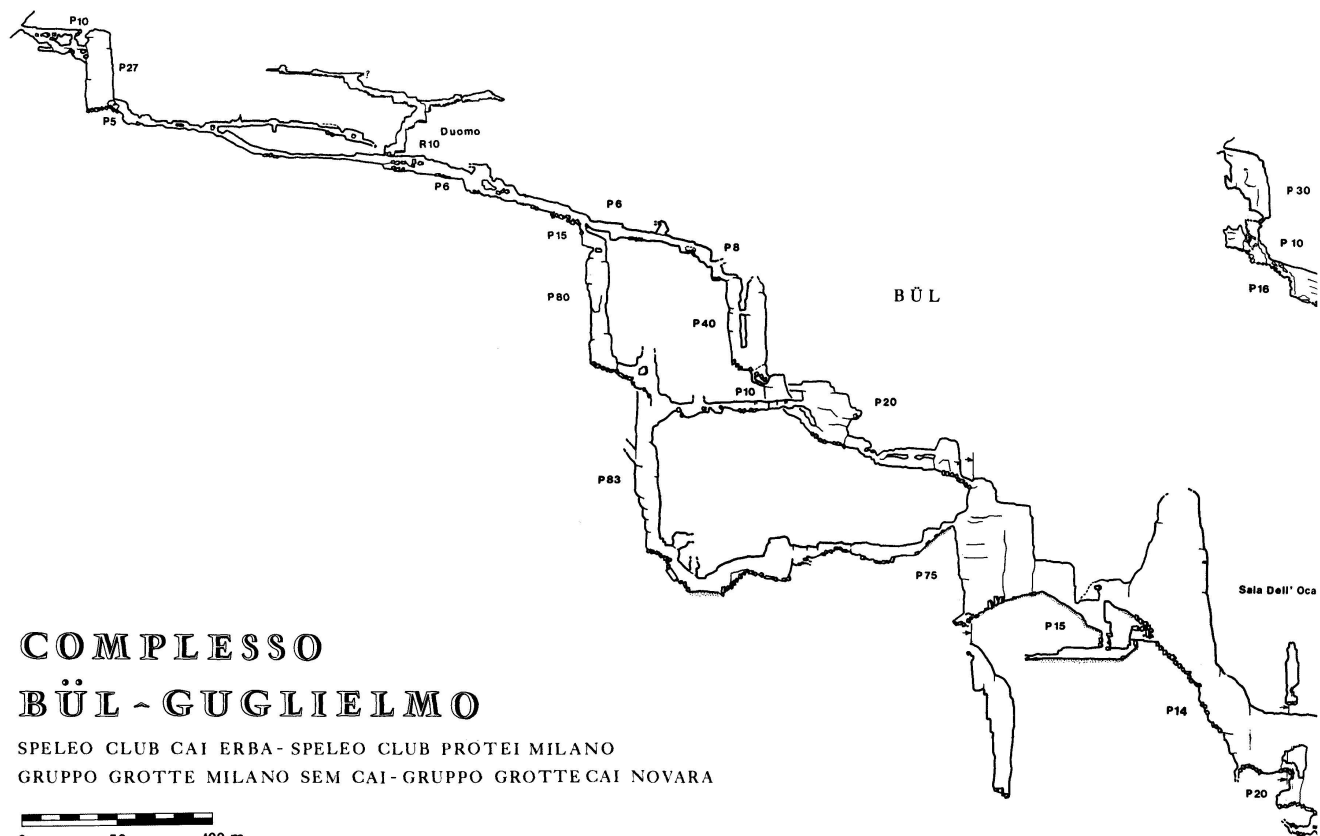 P10
P27
P5
Duomo
R10
P6
P6
P15
P8
P30
P10
P16
P80
P40
BÜL
P10
P20
P83
P75
Sala Dell' Oca
P15
P14
P20
COMPLESSO
BÜL-GUGLIELMO
SPELEO CLUB CAI ERBA-SPELEO CLUB PROTEI MILANO
GRUPPO GROTTE MILANO SEM CAI-GRUPPO GROTTE CAI NOVARA
100 m